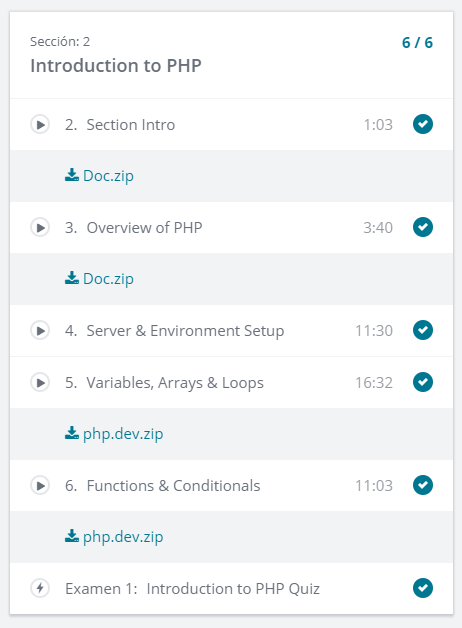 Sección: 2 6 / 6
Introduction to PHP
2. Section Intro 1:03
Doc.zip
3. Overview of PHP 3:40
Doc.zip
4. Server & Environment Setup 11:30
5. Variables, Arrays & Loops 16:32
php.dev.zip
6. Functions & Conditionals 11:03
php.dev.zip
Examen 1: Introduction to PHP Quiz